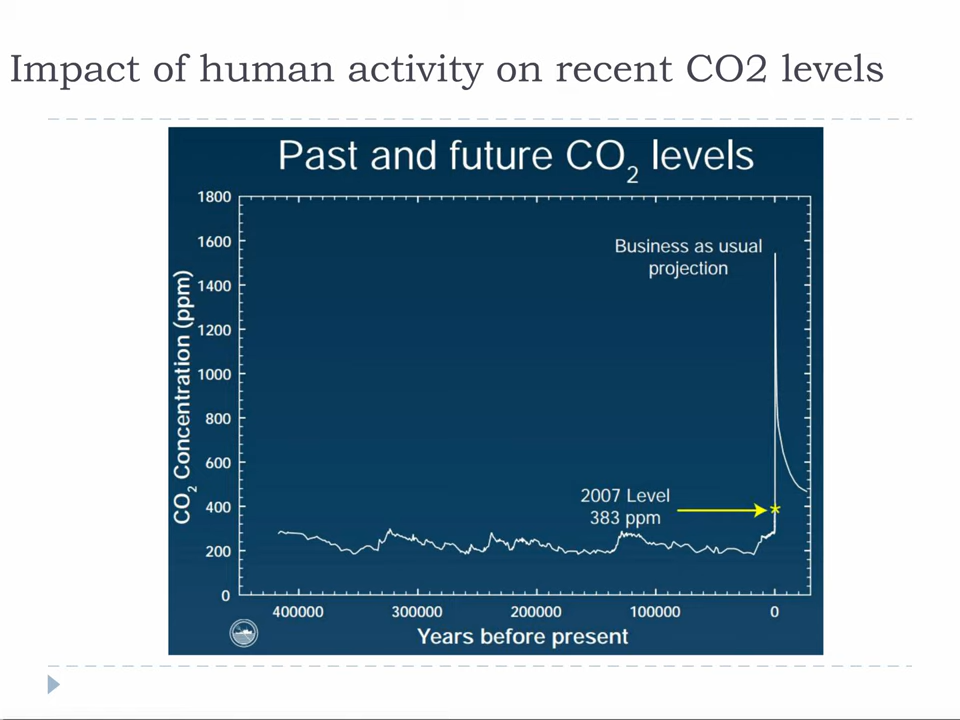 Impact of human activity on recent CO2 levels
Past and future CO₂ levels
1800
1600
1400
1200
1000
800
600
400
200
0
CO₂ Concentration (ppm)
Business as usual
projection
2007 Level
383 ppm
400000 300000 200000 100000 0
Years before present